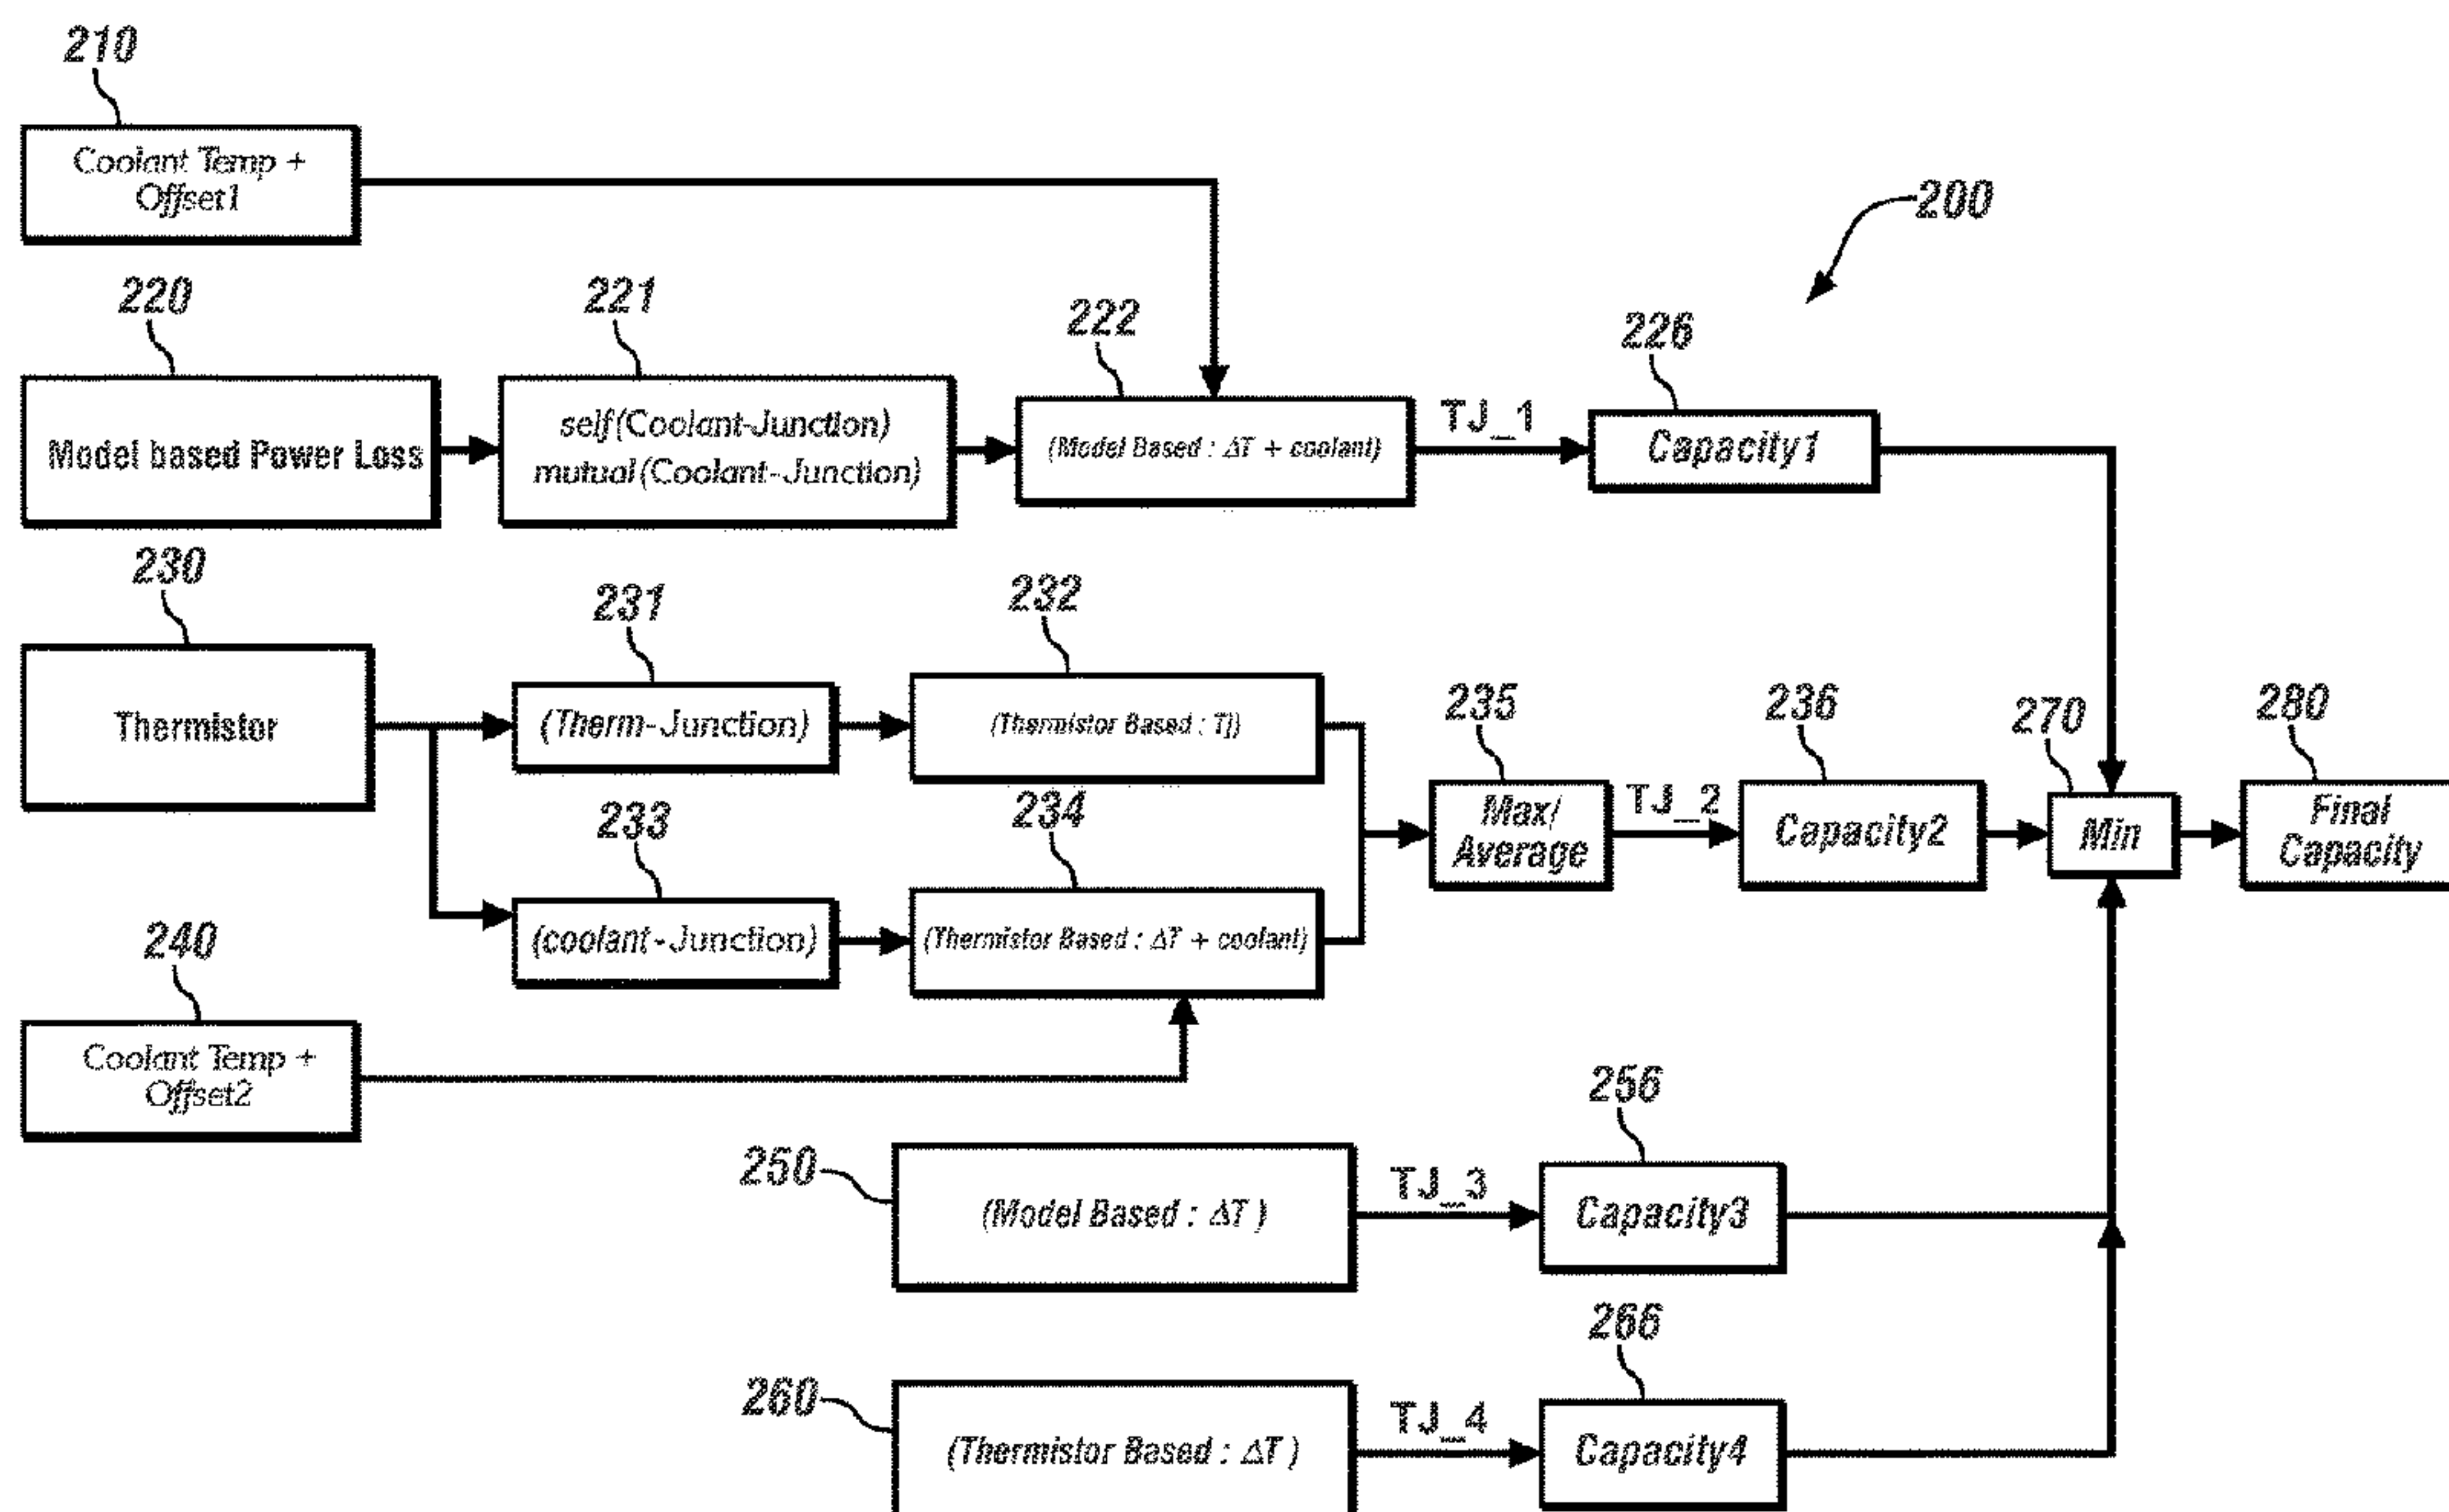 210
Coolant Temp +
Offset1
200
220
221
222
226
Model based Power Loss
self(Coolant-Junction)
mutual(Coolant-Junction)
(Model Based : ΔT + coolant)
TJ_1
Capacity1
230
231
232
Thermistor
(Therm-Junction)
(Thermistor Based : Tj)
235
236
270
280
Max/
Average
TJ_2
Capacity2
Min
Final
Capacity
233
234
(coolant-Junction)
(Thermistor Based : ΔT + coolant)
240
Coolant Temp +
Offset2
250
(Model Based : ΔT )
TJ_3
256
Capacity3
260
(Thermistor Based : ΔT )
TJ_4
266
Capacity4